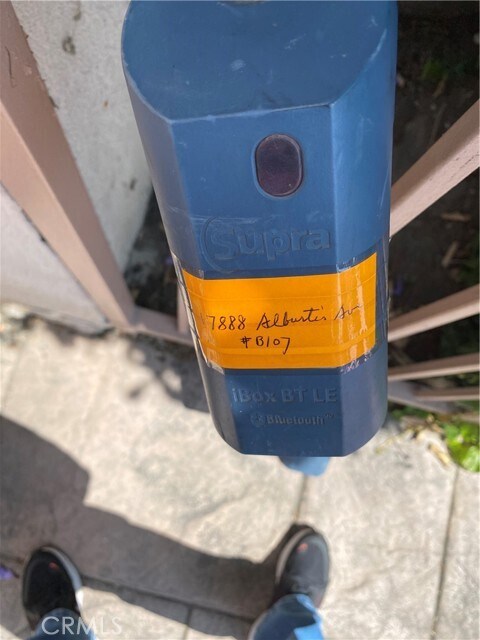 Supra
7888 Alburtis Av
#B107
iBox BT LE
Bluetooth
CRMLS